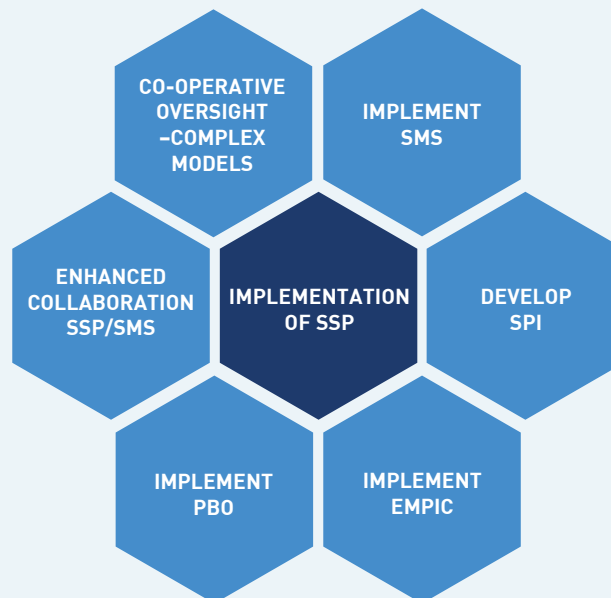 CO-OPERATIVE
OVERSIGHT
–COMPLEX
MODELS
IMPLEMENT
SMS
ENHANCED
COLLABORATION
SSP/SMS
IMPLEMENTATION
OF SSP
DEVELOP
SPI
IMPLEMENT
PBO
IMPLEMENT
EMPIC